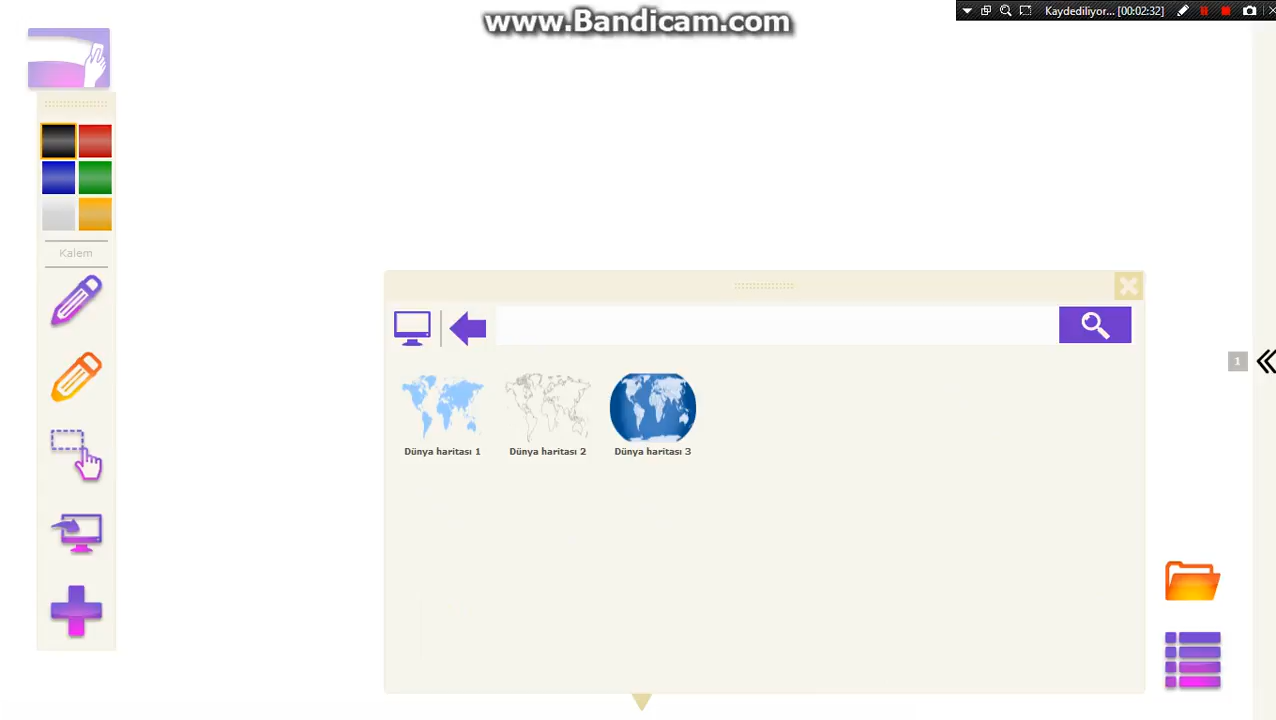 www.Bandicam.com
Kaydediliyor... [00:02:32]
Kalem
1
Dünya haritası 1
Dünya haritası 2
Dünya haritası 3